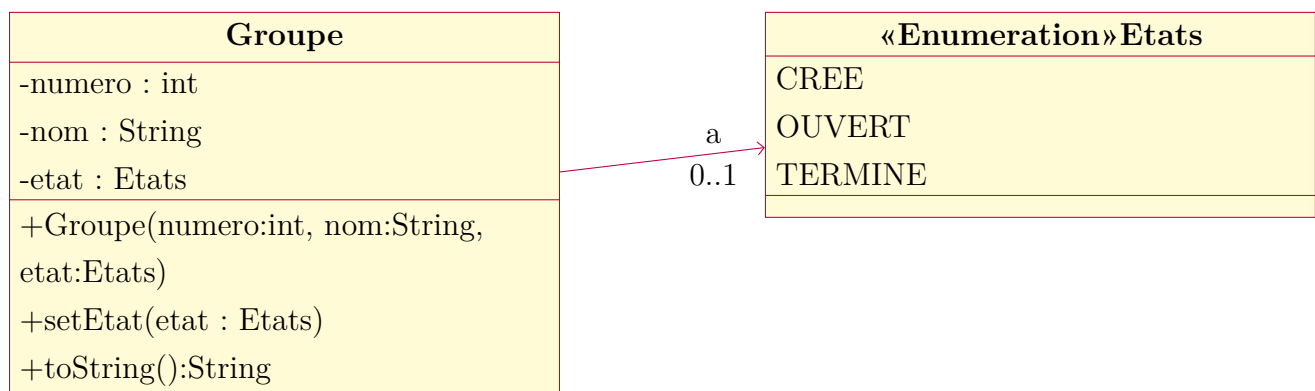 Groupe
-numero : int
-nom : String
-etat : Etats
+Groupe(numero:int, nom:String,
etat:Etats)
+setEtat(etat : Etats)
+toString():String
a
0..1
«Enumeration»Etats
CREE
OUVERT
TERMINE